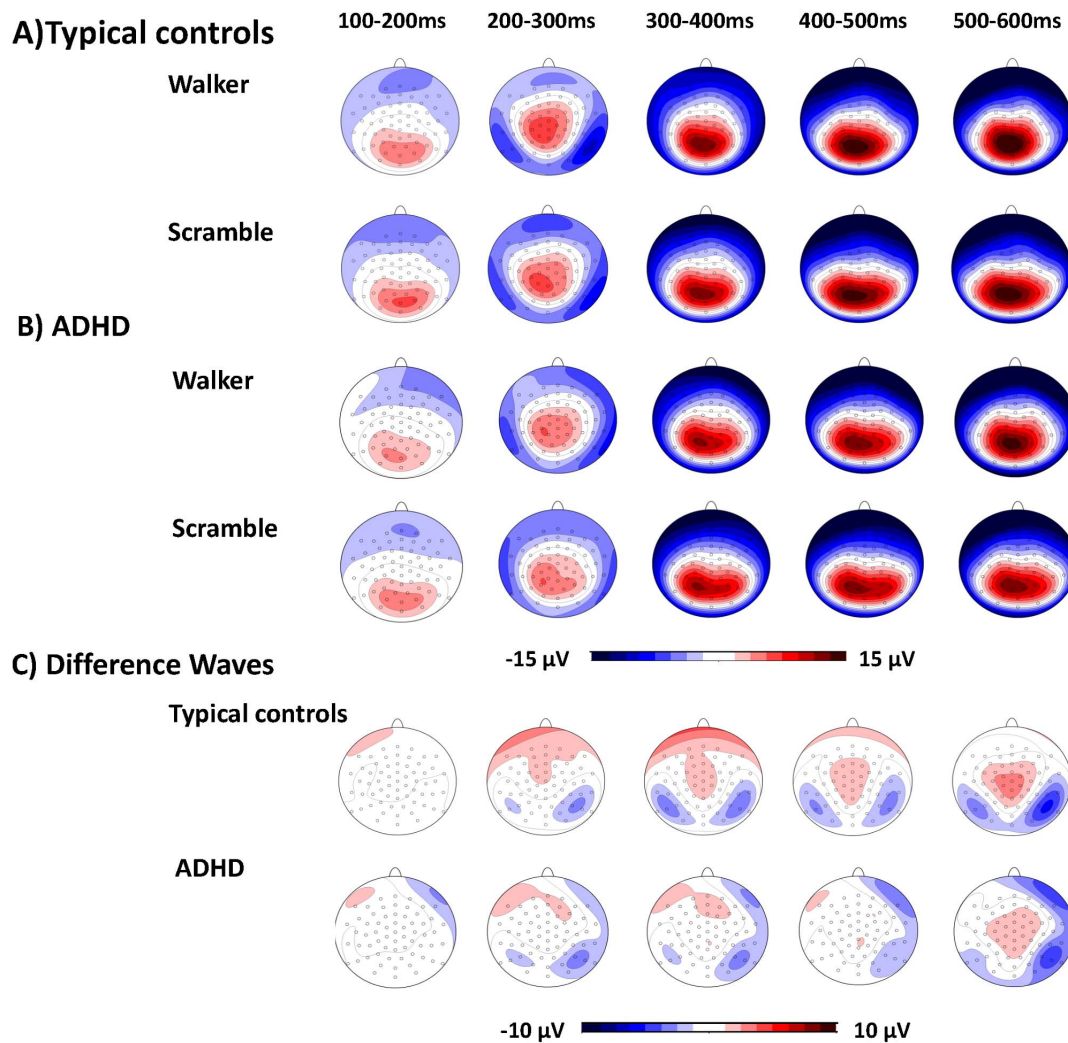 A)Typical controls
100-200ms 200-300ms 300-400ms 400-500ms 500-600ms
Walker
Scramble
B) ADHD
Walker
Scramble
-15 µV 15 µV
C) Difference Waves
Typical controls
ADHD
-10 µV 10 µV